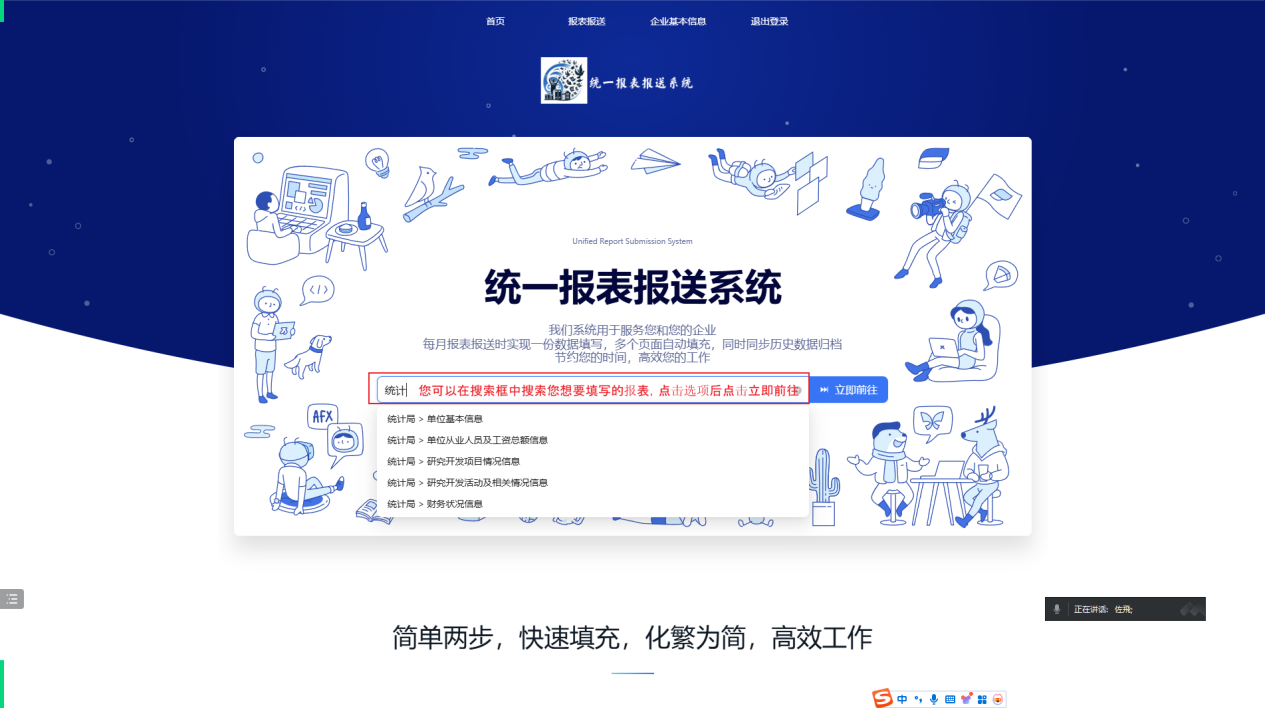 首页 报表报送 企业基本信息 退出登录
统一报表报送系统
Unified Report Submission System
统一报表报送系统
我们系统用于服务您和您的企业
每月报表报送时实现一份数据填写，多个页面自动填充，同时同步历史数据归档
节约您的时间，高效您的工作
统计 您可以在搜索框中搜索您想要填写的报表，点击选项后点击立即前往 立即前往
统计局 > 单位基本信息
统计局 > 单位从业人员及工资总额信息
统计局 > 研究开发项目情况信息
统计局 > 研究开发活动及相关情况信息
统计局 > 财务状况信息
</>
AFX
正在讲话: 佐飛;
简单两步，快速填充，化繁为简，高效工作
中